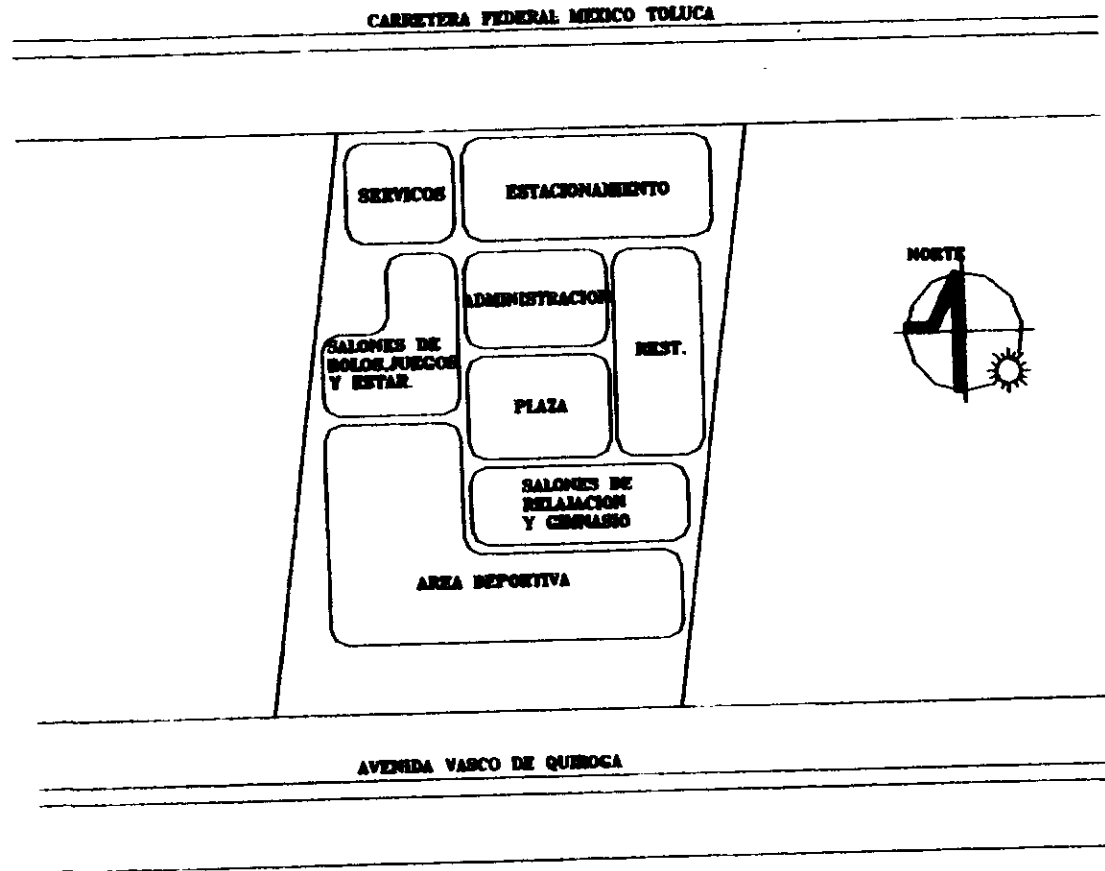 CARRETERA FEDERAL MEXICO TOLUCA
SERVICOS
ESTACIONAMIENTO
NORTE
ADMINISTRACION
SALONES DE
BOLOS,JUEGOS
Y ESTAR.
REST.
PLAZA
SALONES DE
RELAJACION
Y GIMNASIO
AREA DEPORTIVA
AVENIDA VASCO DE QUIROGA